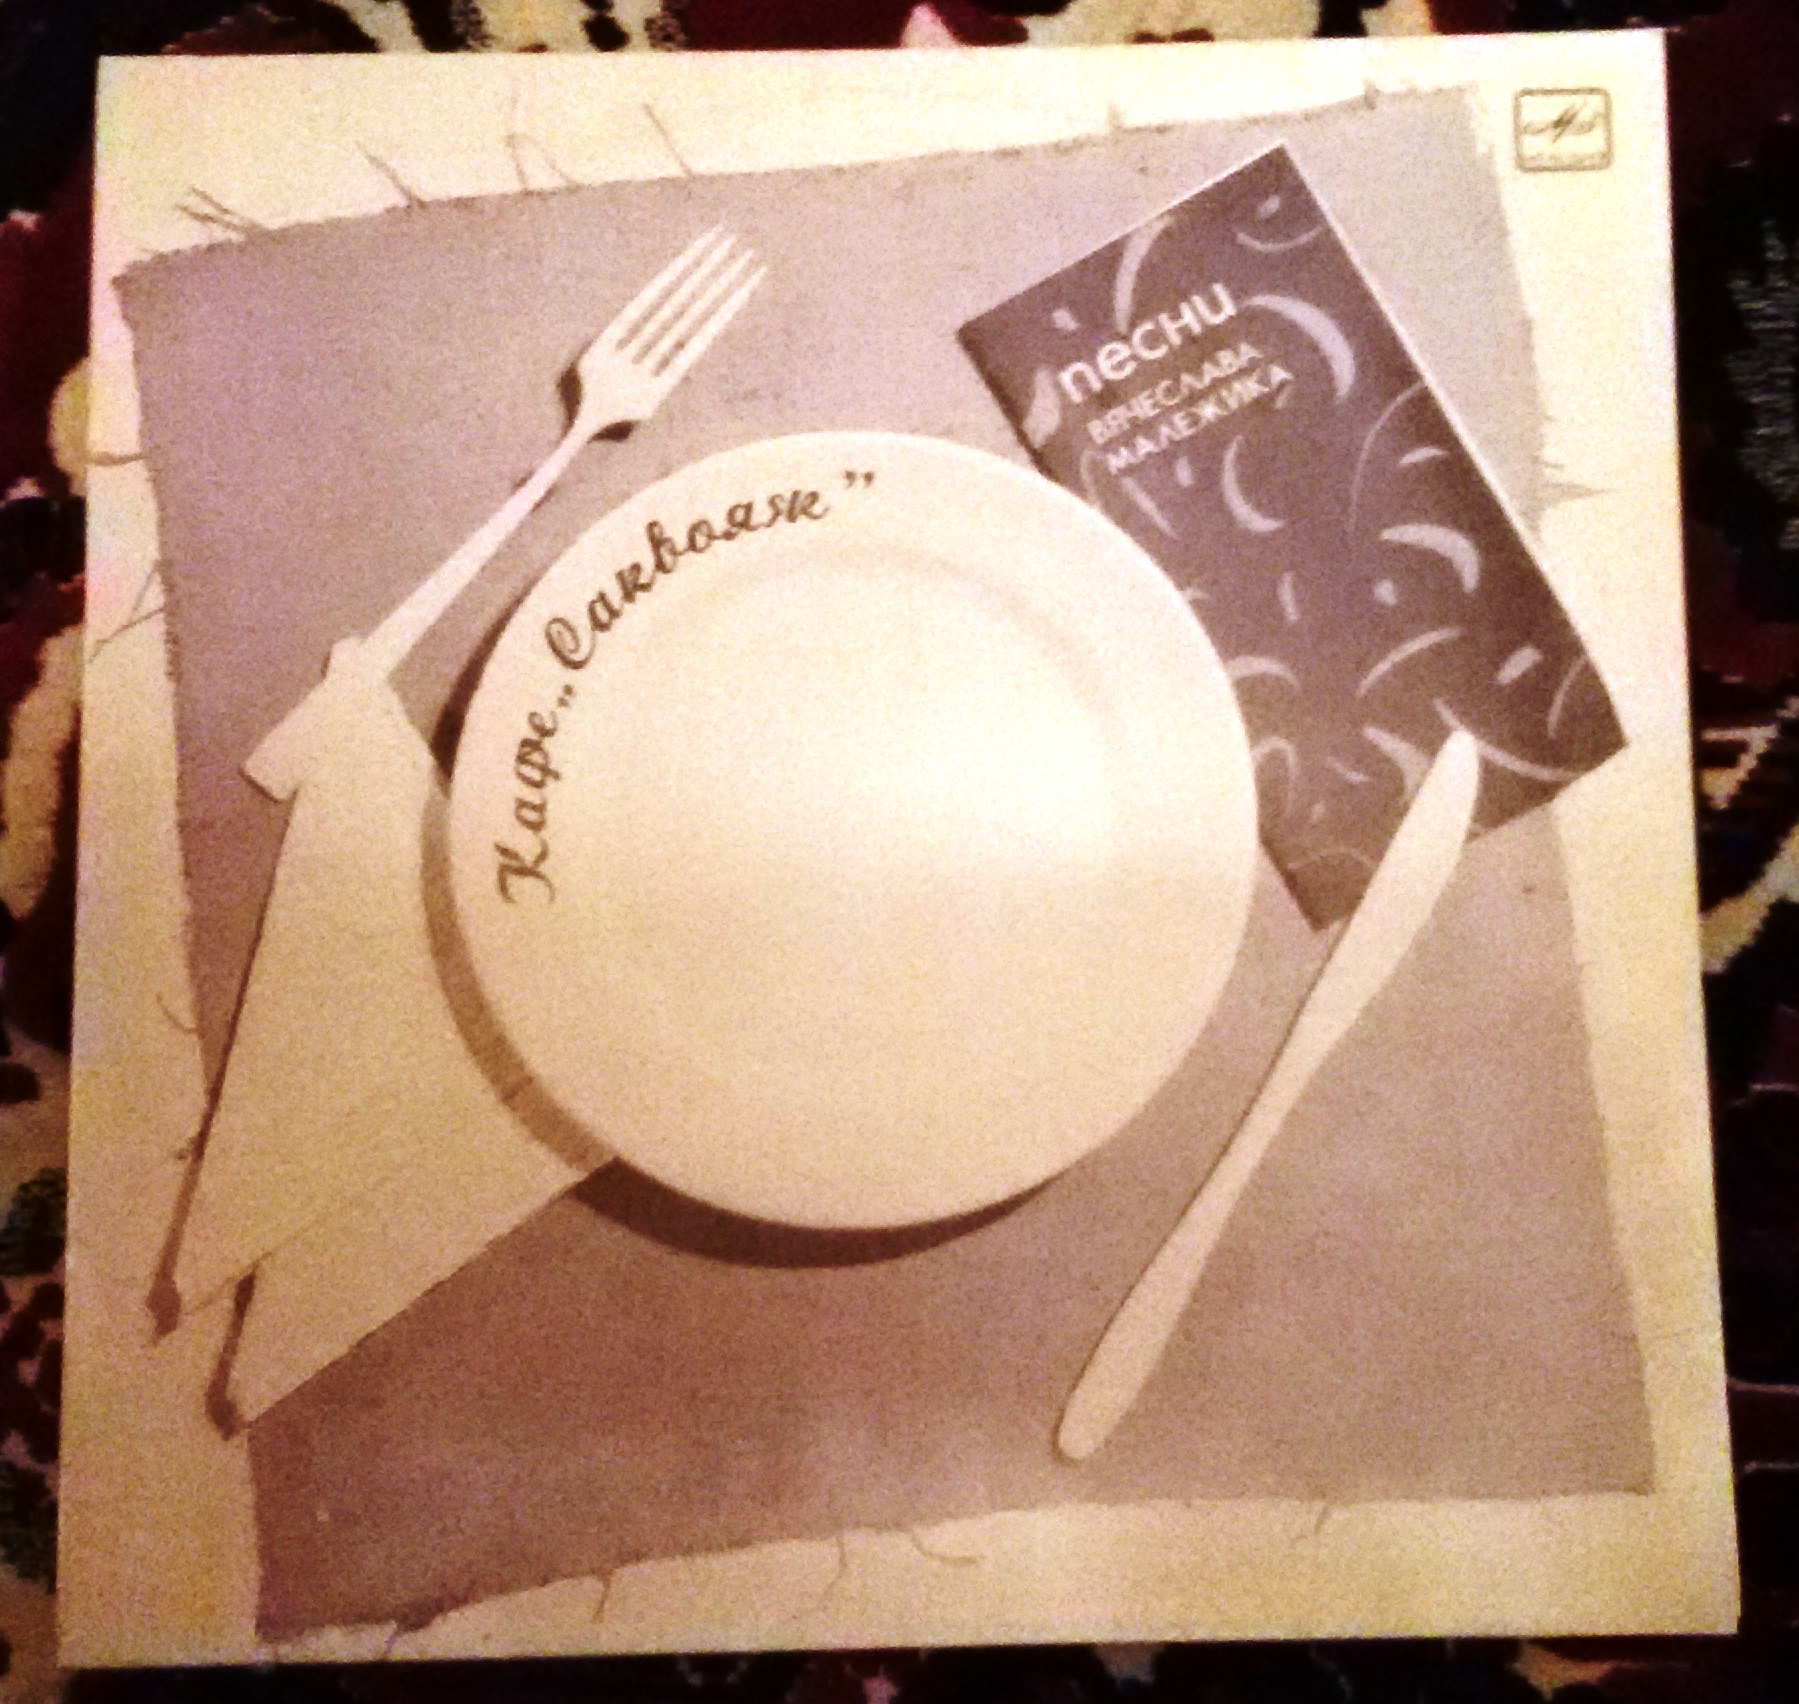 песни
ВЯЧЕСЛАВА
МАЛЕЖИКА
Кафе „Саквояж”